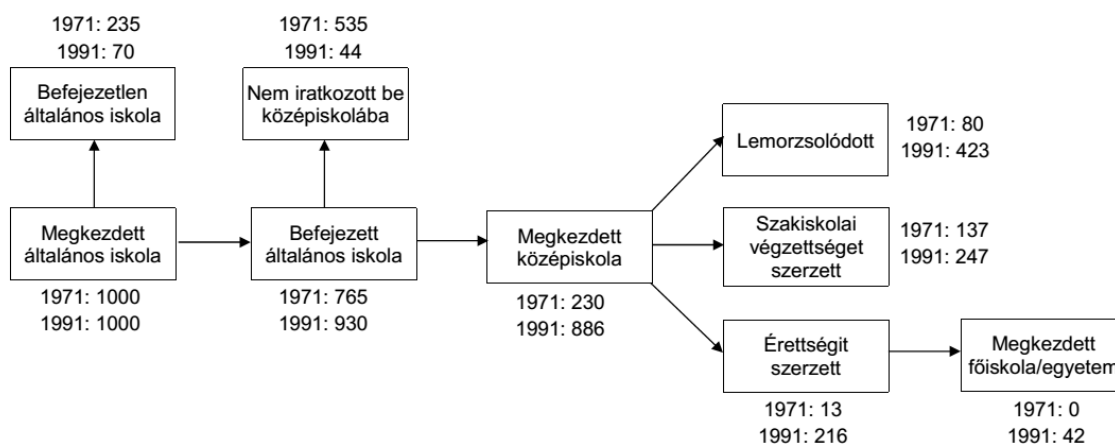 1971: 235
1991: 70
Befejezetlen
általános iskola
1971: 535
1991: 44
Nem iratkozott be
középiskolába
Lemorzsolódott
1971: 80
1991: 423
Megkezdett
általános iskola
1971: 1000
1991: 1000
Befejezett
általános iskola
1971: 765
1991: 930
Megkezdett
középiskola
1971: 230
1991: 886
Szakiskolai
végzettséget
szerzett
1971: 137
1991: 247
Érettségit
szerzett
1971: 13
1991: 216
Megkezdett
főiskola/egyetem
1971: 0
1991: 42